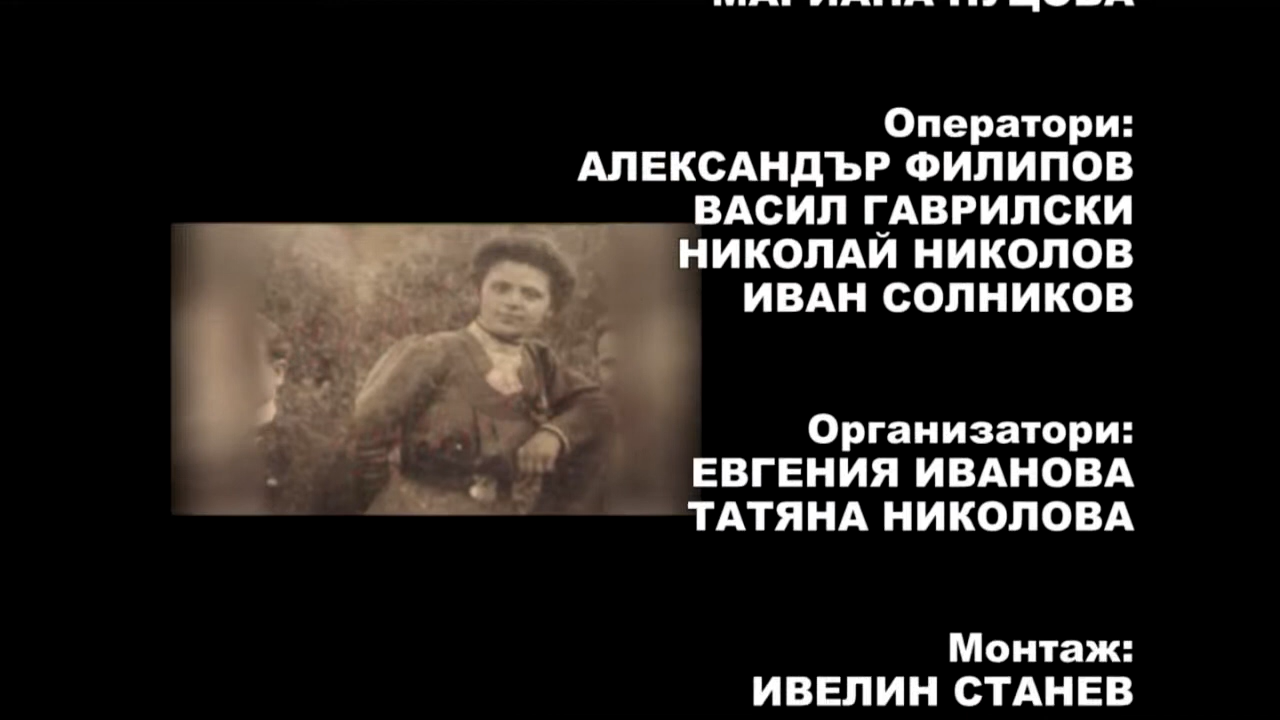 Оператори:
АЛЕКСАНДЪР ФИЛИПОВ
ВАСИЛ ГАВРИЛСКИ
НИКОЛАЙ НИКОЛОВ
ИВАН СОЛНИКОВ
Организатори:
ЕВГЕНИЯ ИВАНОВА
ТАТЯНА НИКОЛОВА
Монтаж:
ИВЕЛИН СТАНЕВ